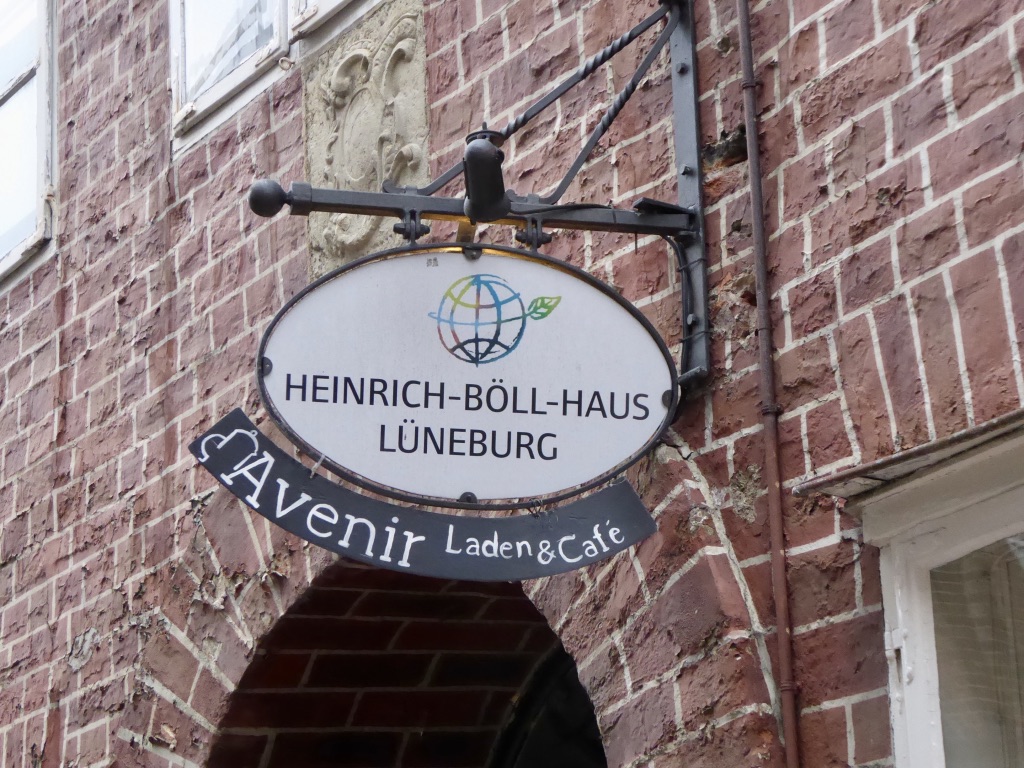 HEINRICH-BÖLL-HAUS
LÜNEBURG
Avenir Laden & Café